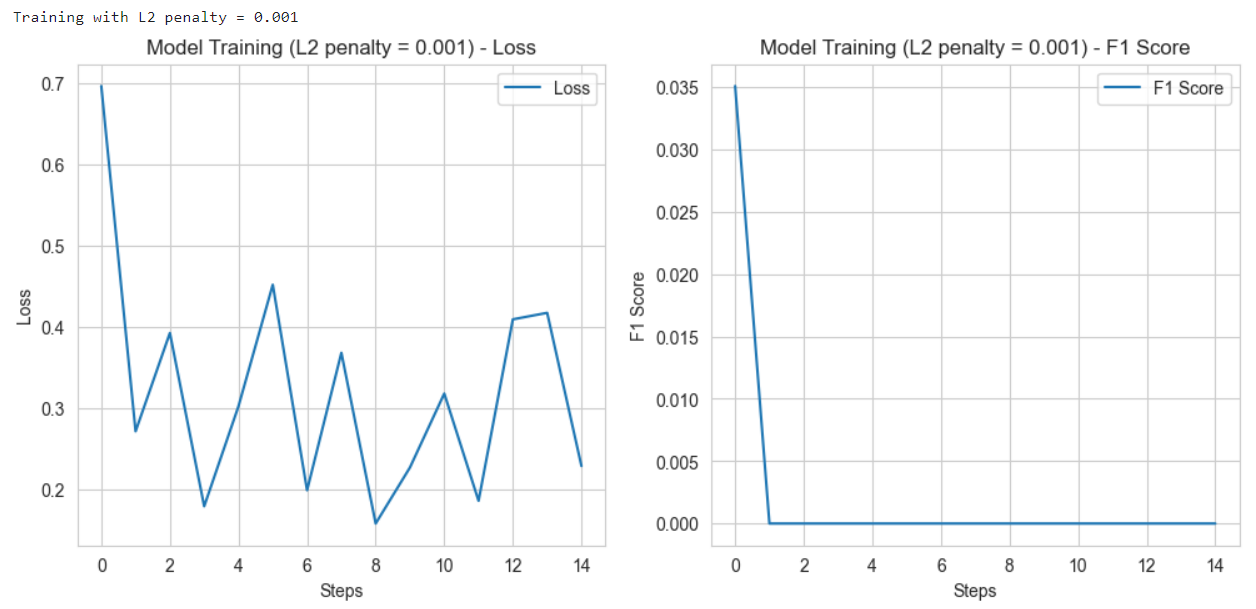 Training with L2 penalty = 0.001
Model Training (L2 penalty = 0.001) - Loss
Loss
0.7
0.6
0.5
0.4
0.3
0.2
Loss
0 2 4 6 8 10 12 14
Steps
Model Training (L2 penalty = 0.001) - F1 Score
F1 Score
0.035
0.030
0.025
0.020
0.015
0.010
0.005
0.000
F1 Score
0 2 4 6 8 10 12 14
Steps